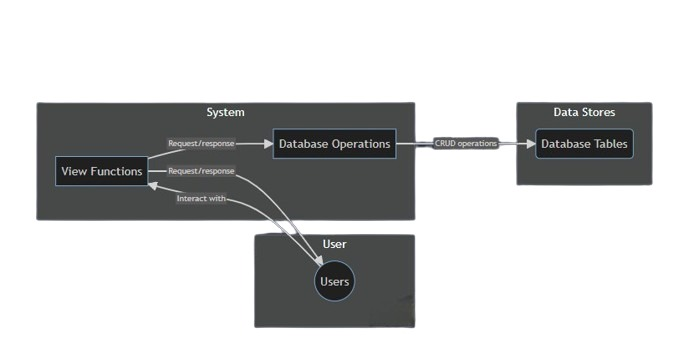 System
Data Stores
Request/response
Database Operations
CRUD operations
Database Tables
View Functions
Request/response
Interact with
User
Users